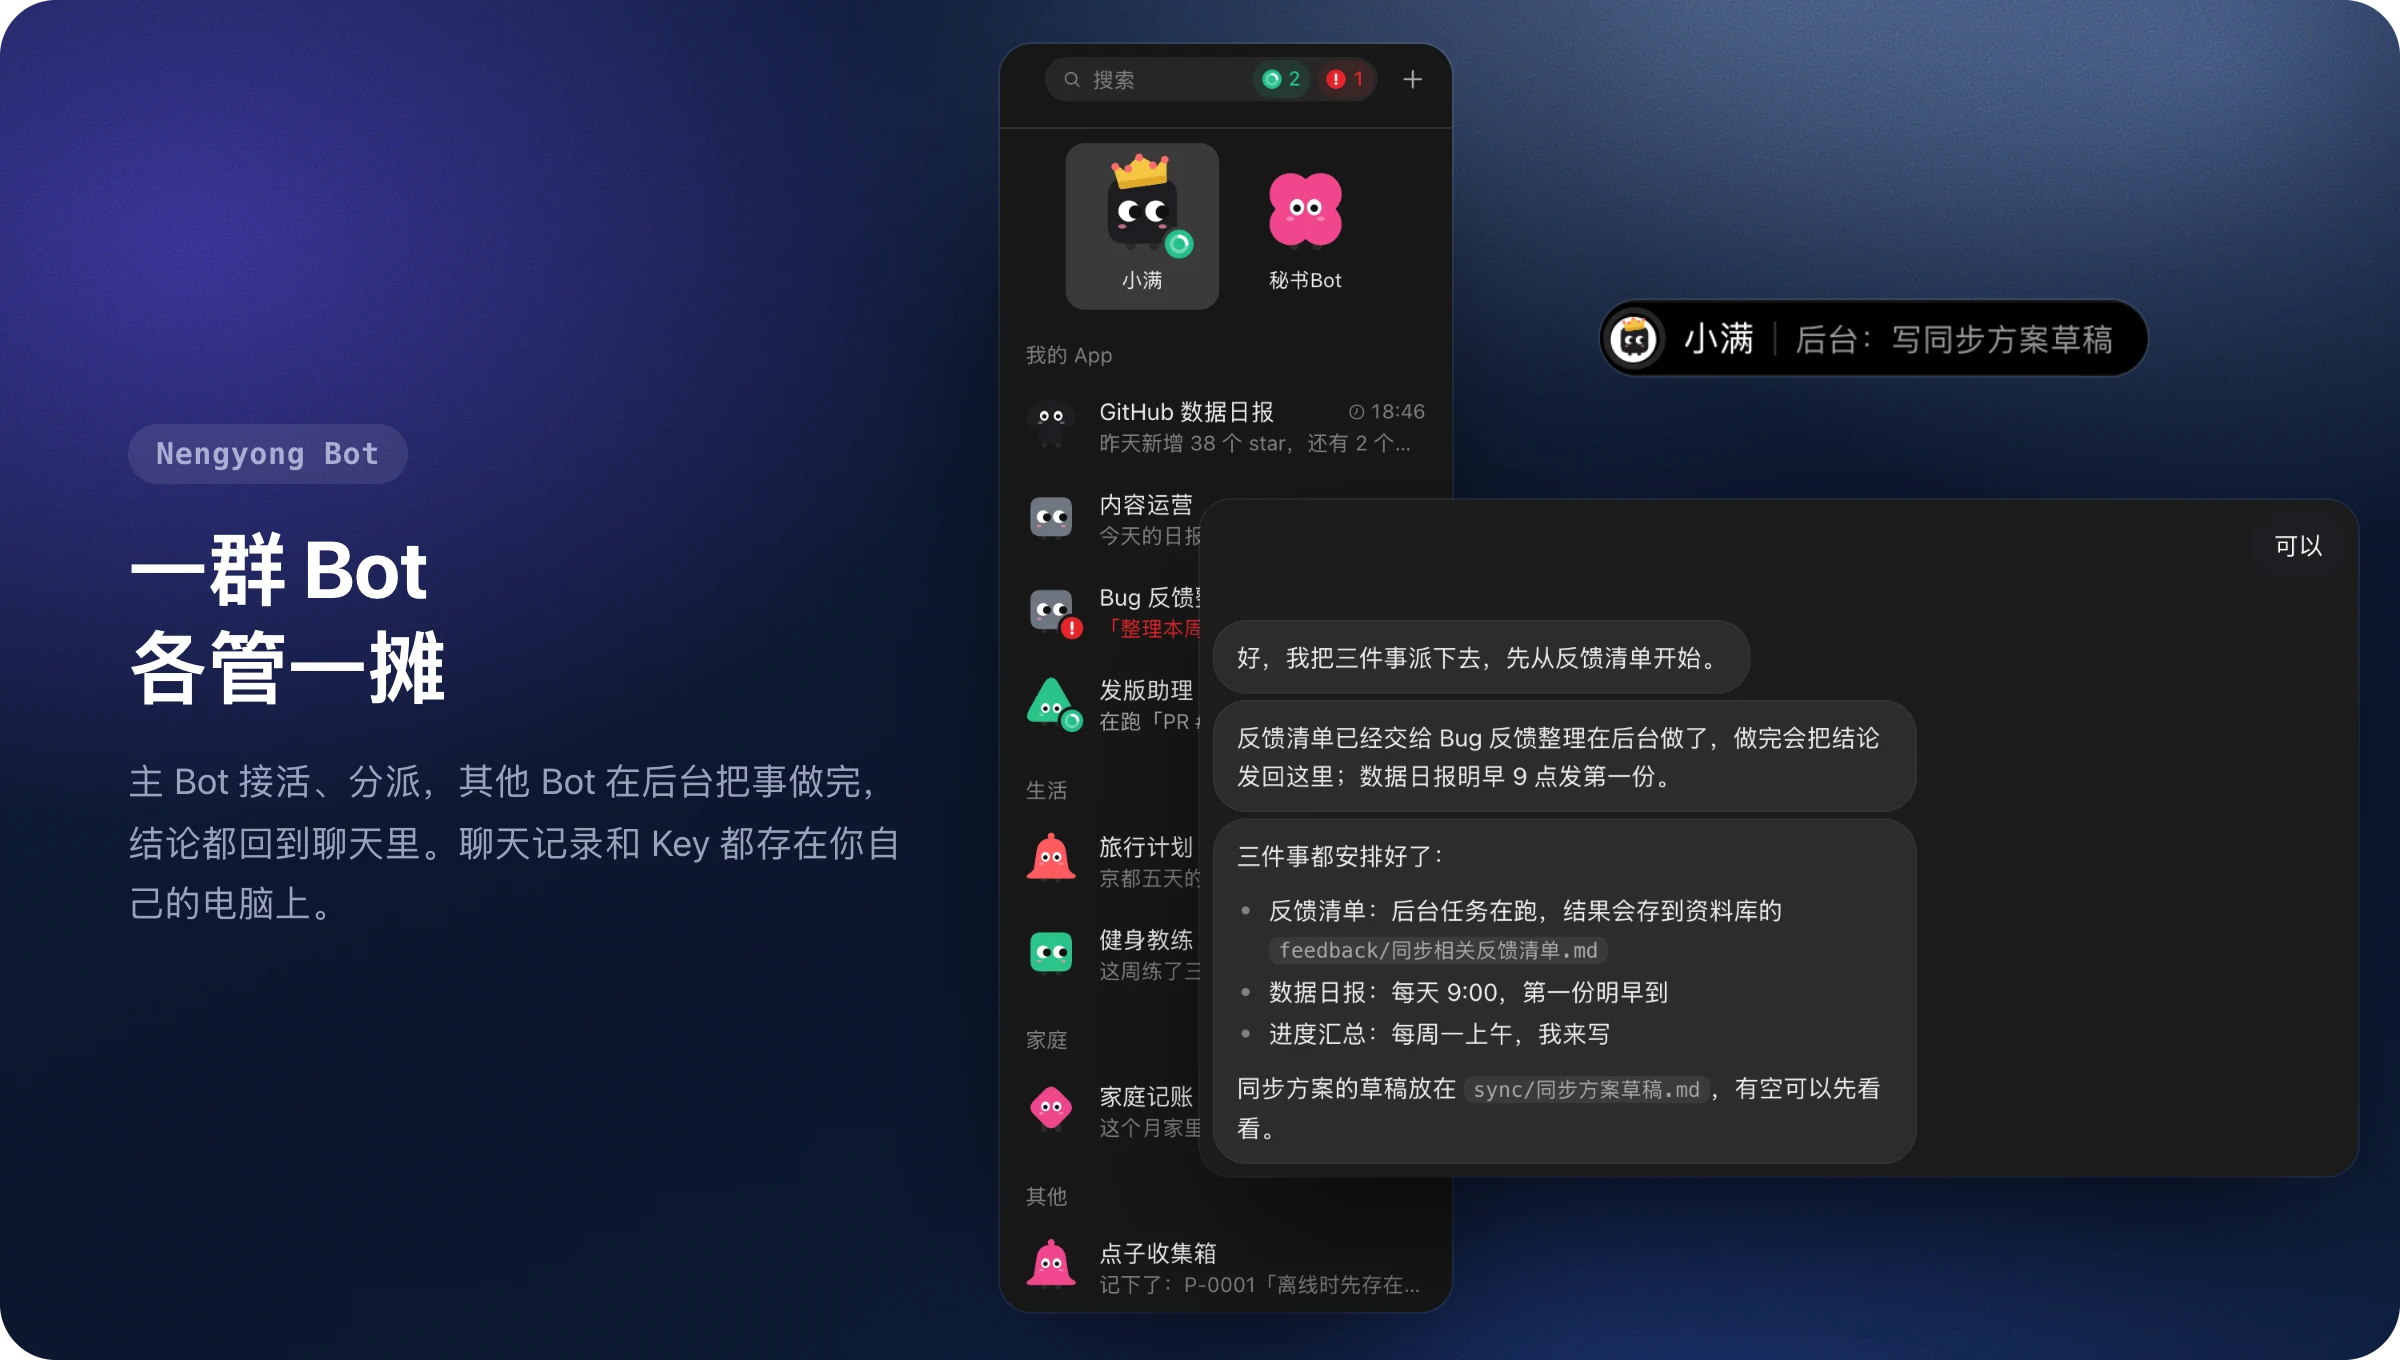 Nengyong Bot
一群 Bot
各管一摊
主 Bot 接活、分派，其他 Bot 在后台把事做完，
结论都回到聊天里。聊天记录和 Key 都存在你自
己的电脑上。
搜索
2
1
小满
秘书Bot
我的 App
GitHub 数据日报
18:46
昨天新增 38 个 star，还有 2 个...
内容运营
今天的日报
Bug 反馈
「整理本周
发版助理
在跑「PR #
生活
旅行计划
京都五天的
健身教练
这周练了三
家庭
家庭记账
这个月家里
其他
点子收集箱
记下了：P-0001「离线时先存在...
小满
后台：写同步方案草稿
可以
好，我把三件事派下去，先从反馈清单开始。
反馈清单已经交给 Bug 反馈整理在后台做了，做完会把结论
发回这里；数据日报明早 9 点发第一份。
三件事都安排好了：
• 反馈清单：后台任务在跑，结果会存到资料库的
feedback/同步相关反馈清单.md
• 数据日报：每天 9:00，第一份明早到
• 进度汇总：每周一上午，我来写
同步方案的草稿放在 sync/同步方案草稿.md，有空可以先看
看。